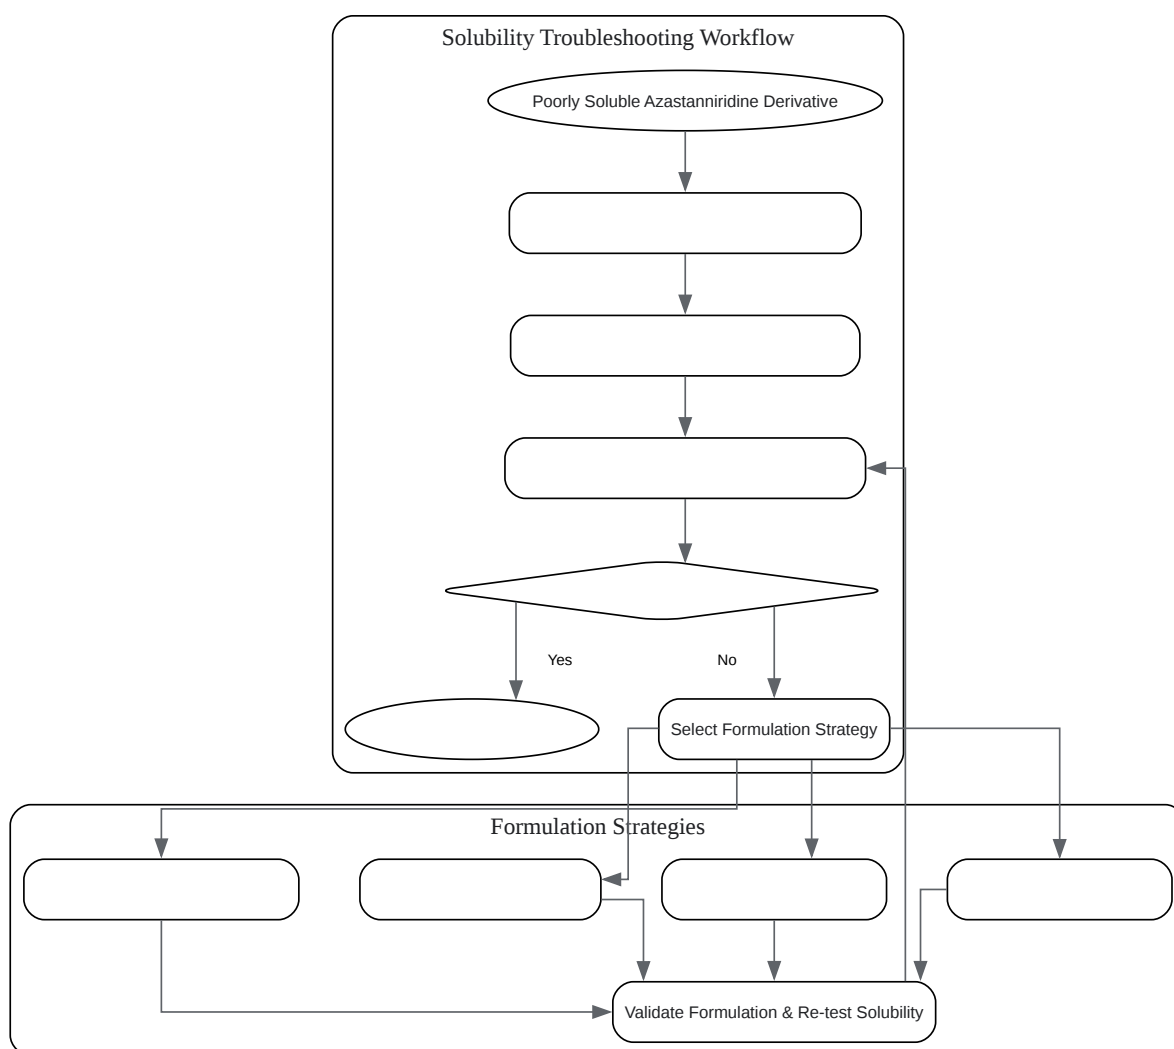 Solubility Troubleshooting Workflow
Poorly Soluble Azastanniridine Derivative
Yes
No
Select Formulation Strategy
Formulation Strategies
Validate Formulation & Re-test Solubility